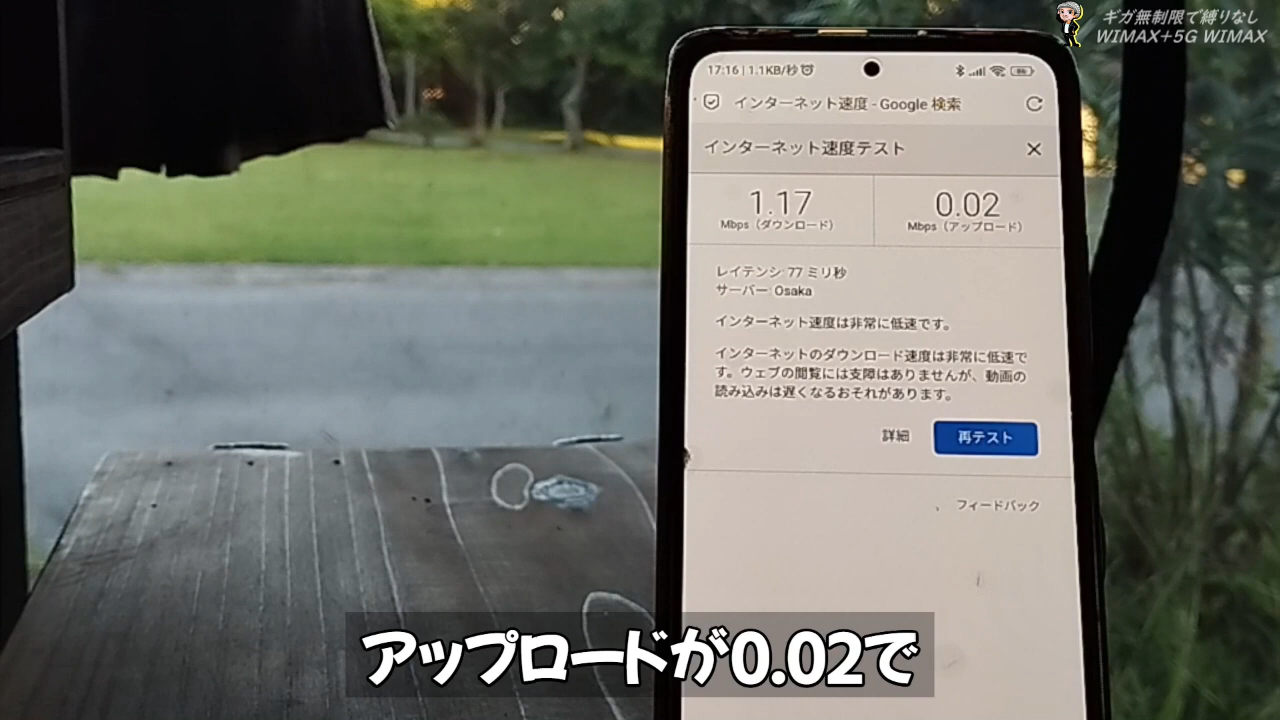 ギガ無制限で縛りなし
WIMAX+5G WIMAX
17:16 | 1.1KB/秒
インターネット速度 - Google 検索
インターネット速度テスト
1.17
Mbps（ダウンロード）
0.02
Mbps（アップロード）
レイテンシ: 77 ミリ秒
サーバー: Osaka
インターネット速度は非常に低速です。
インターネットのダウンロード速度は非常に低速で
す。ウェブの閲覧には支障はありませんが、動画の
読み込みは遅くなるおそれがあります。
詳細
再テスト
フィードバック
アップロードが0.02で